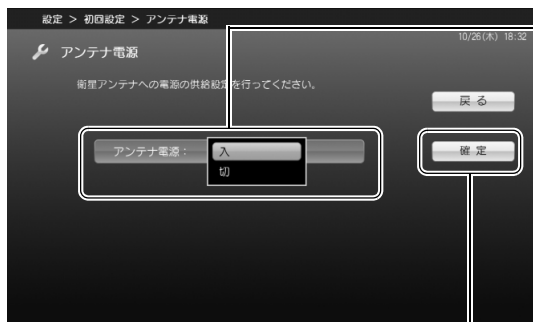 設定 > 初回設定 > アンテナ電源
10/26(木) 18:32
アンテナ電源
衛星アンテナへの電源の供給設定を行ってください。
戻る
アンテナ電源： 入
確定
切